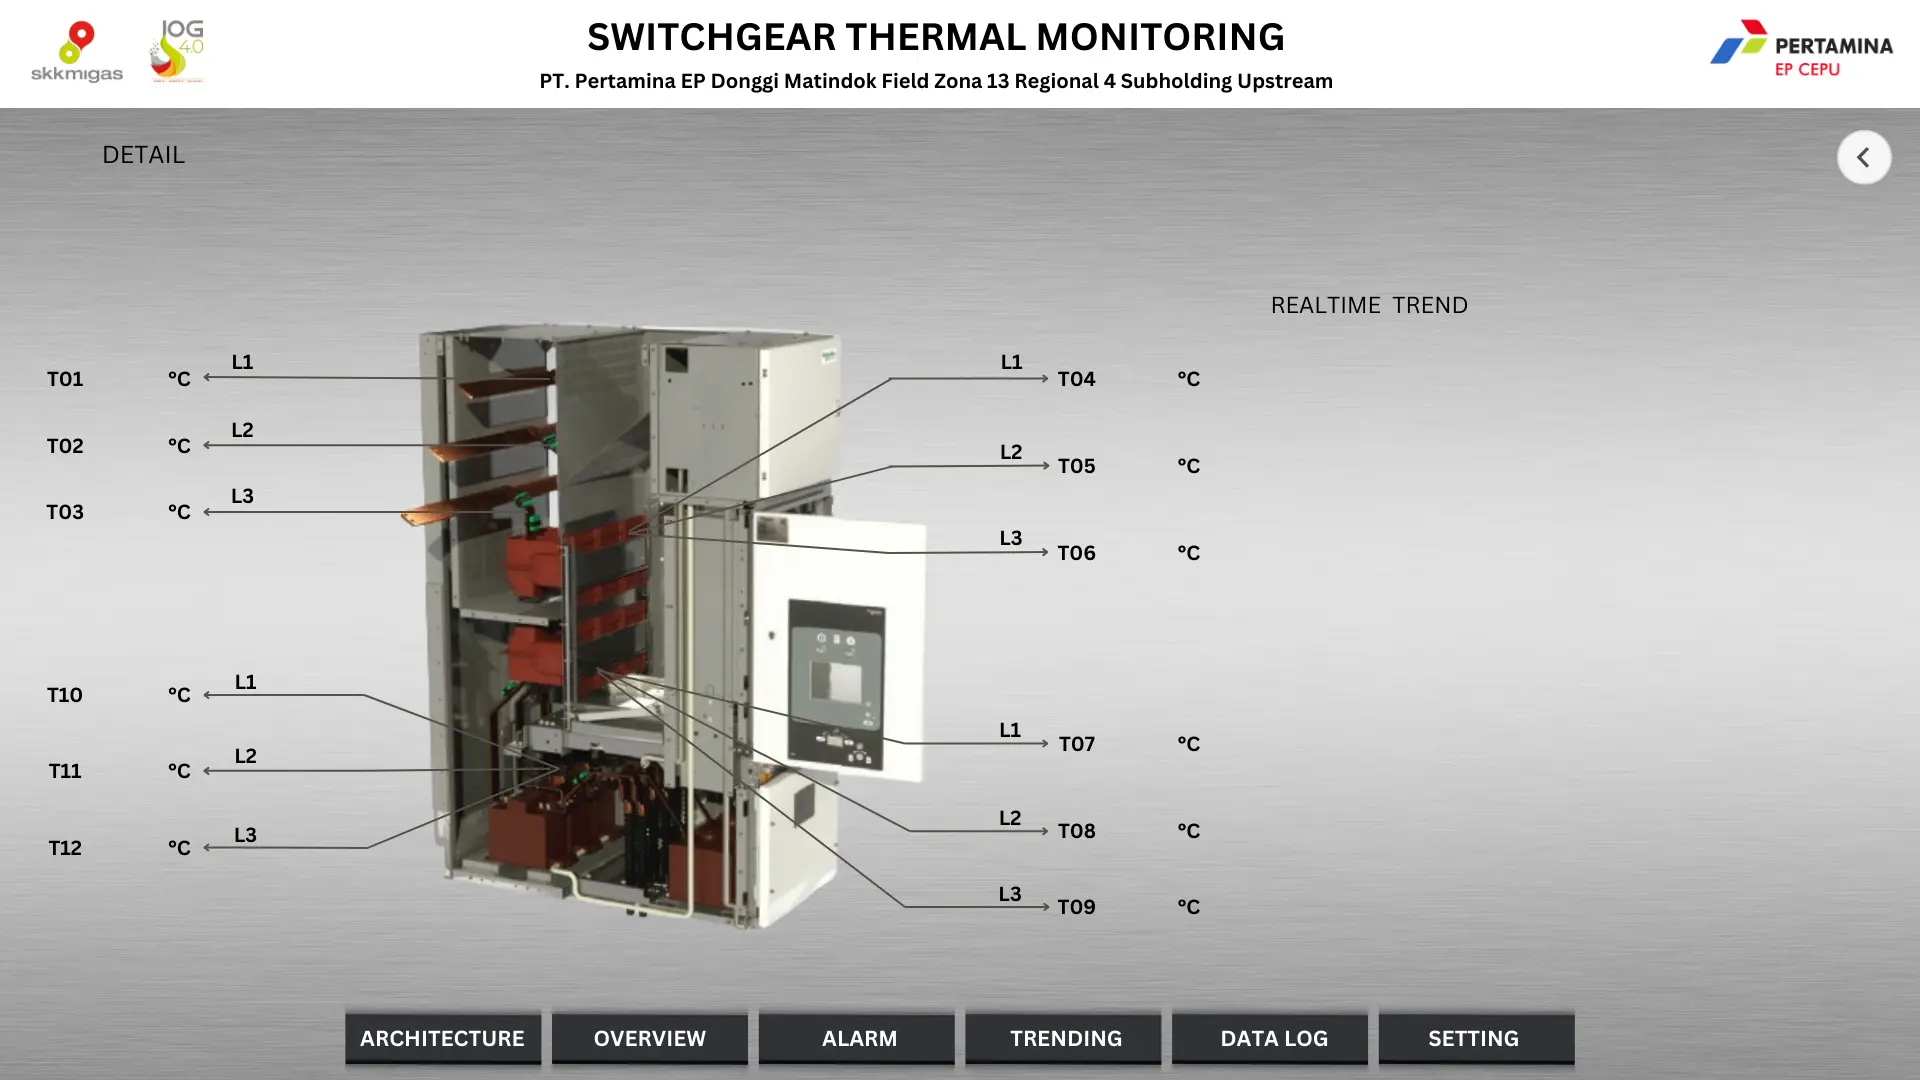 skkmigas
IOG
4.0
SWITCHGEAR THERMAL MONITORING
PT. Pertamina EP Donggi Matindok Field Zona 13 Regional 4 Subholding Upstream
PERTAMINA
EP CEPU
DETAIL
REALTIME TREND
T01 °C L1
T02 °C L2
T03 °C L3
L1 T04 °C
L2 T05 °C
L3 T06 °C
T10 °C L1
T11 °C L2
T12 °C L3
L1 T07 °C
L2 T08 °C
L3 T09 °C
ARCHITECTURE
OVERVIEW
ALARM
TRENDING
DATA LOG
SETTING